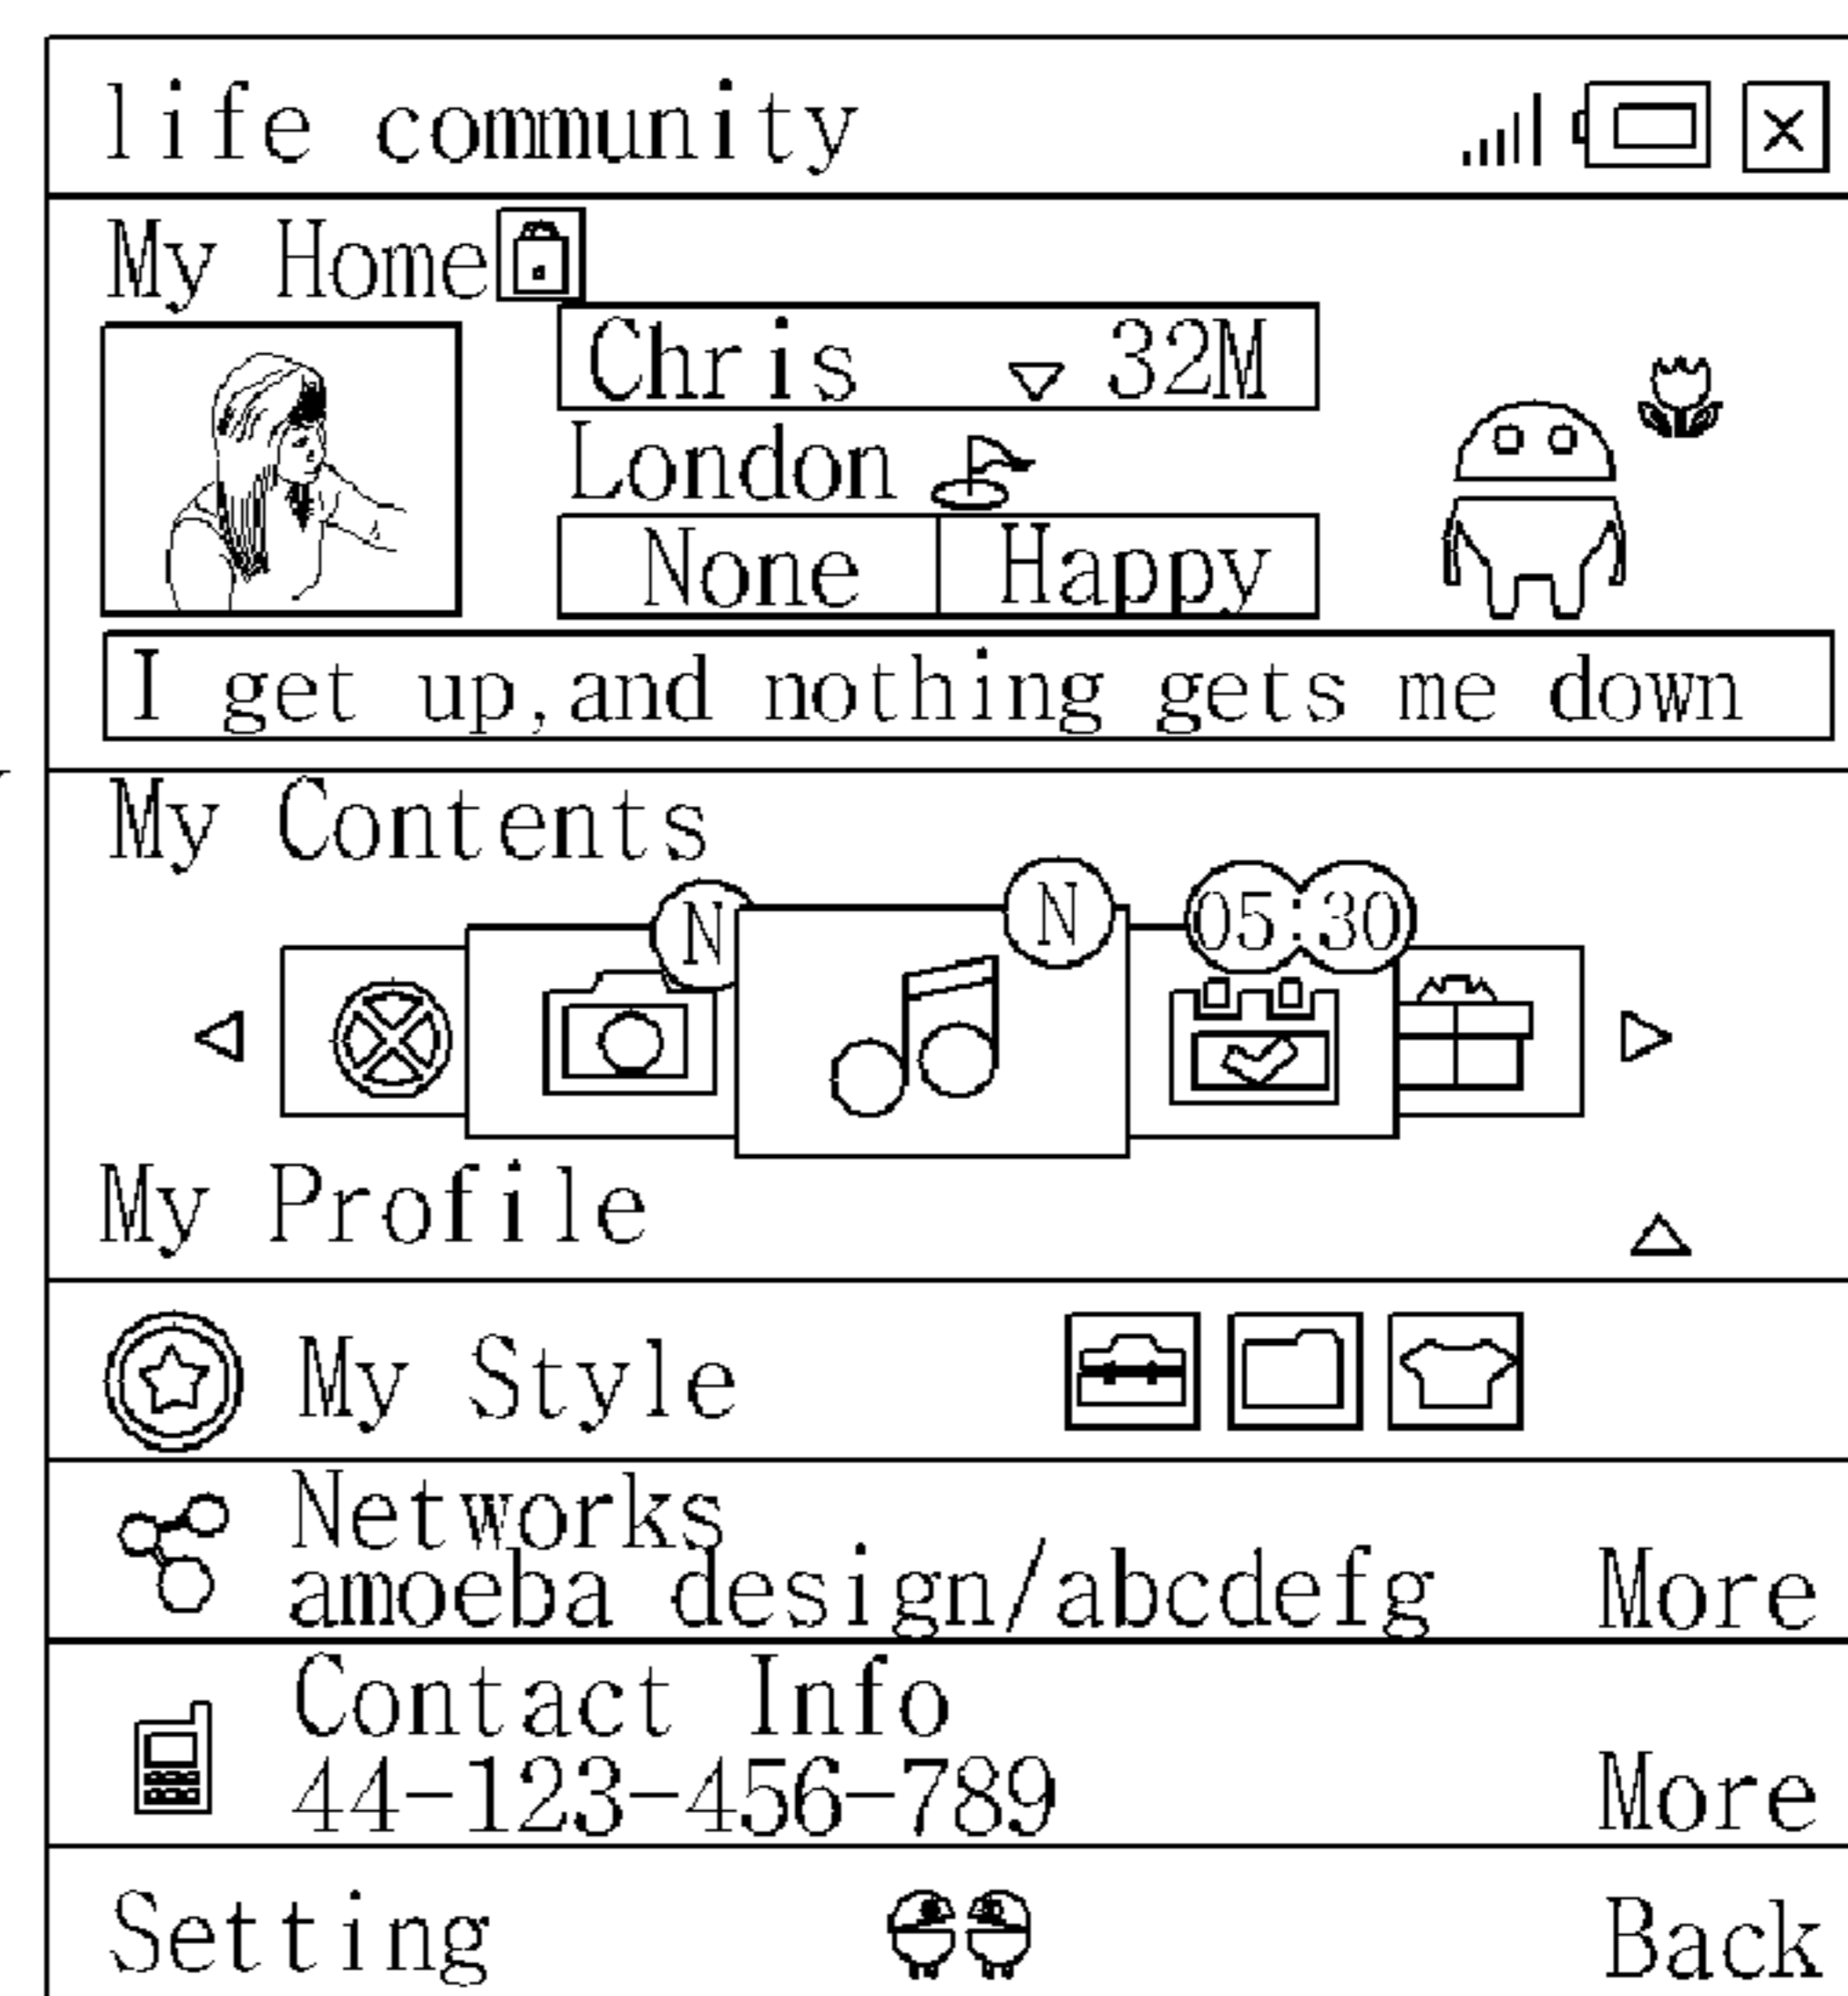 life community
My Home
Chris 32M
London
None Happy
I get up,and nothing gets me down
My Contents
N N 05:30
My Profile
My Style
Networks
amoeba design/abcdefg More
Contact Info
44-123-456-789 More
Setting Back